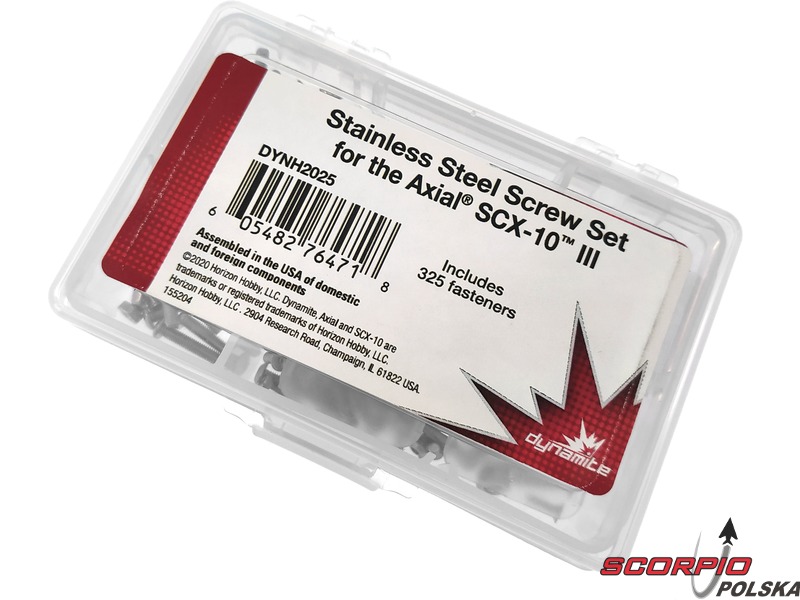 Stainless Steel Screw Set
for the Axial® SCX-10™ III
DYNH2025
6 05482 76471 8
Includes
325 fasteners
Assembled in the USA of domestic
and foreign components
©2020 Horizon Hobby, LLC. Dynamite, Axial and SCX-10 are
trademarks or registered trademarks of Horizon Hobby, LLC.
Horizon Hobby, LLC . 2904 Research Road, Champaign, IL 61822 USA.
155204
dynamite
SCORPIO
POLSKA